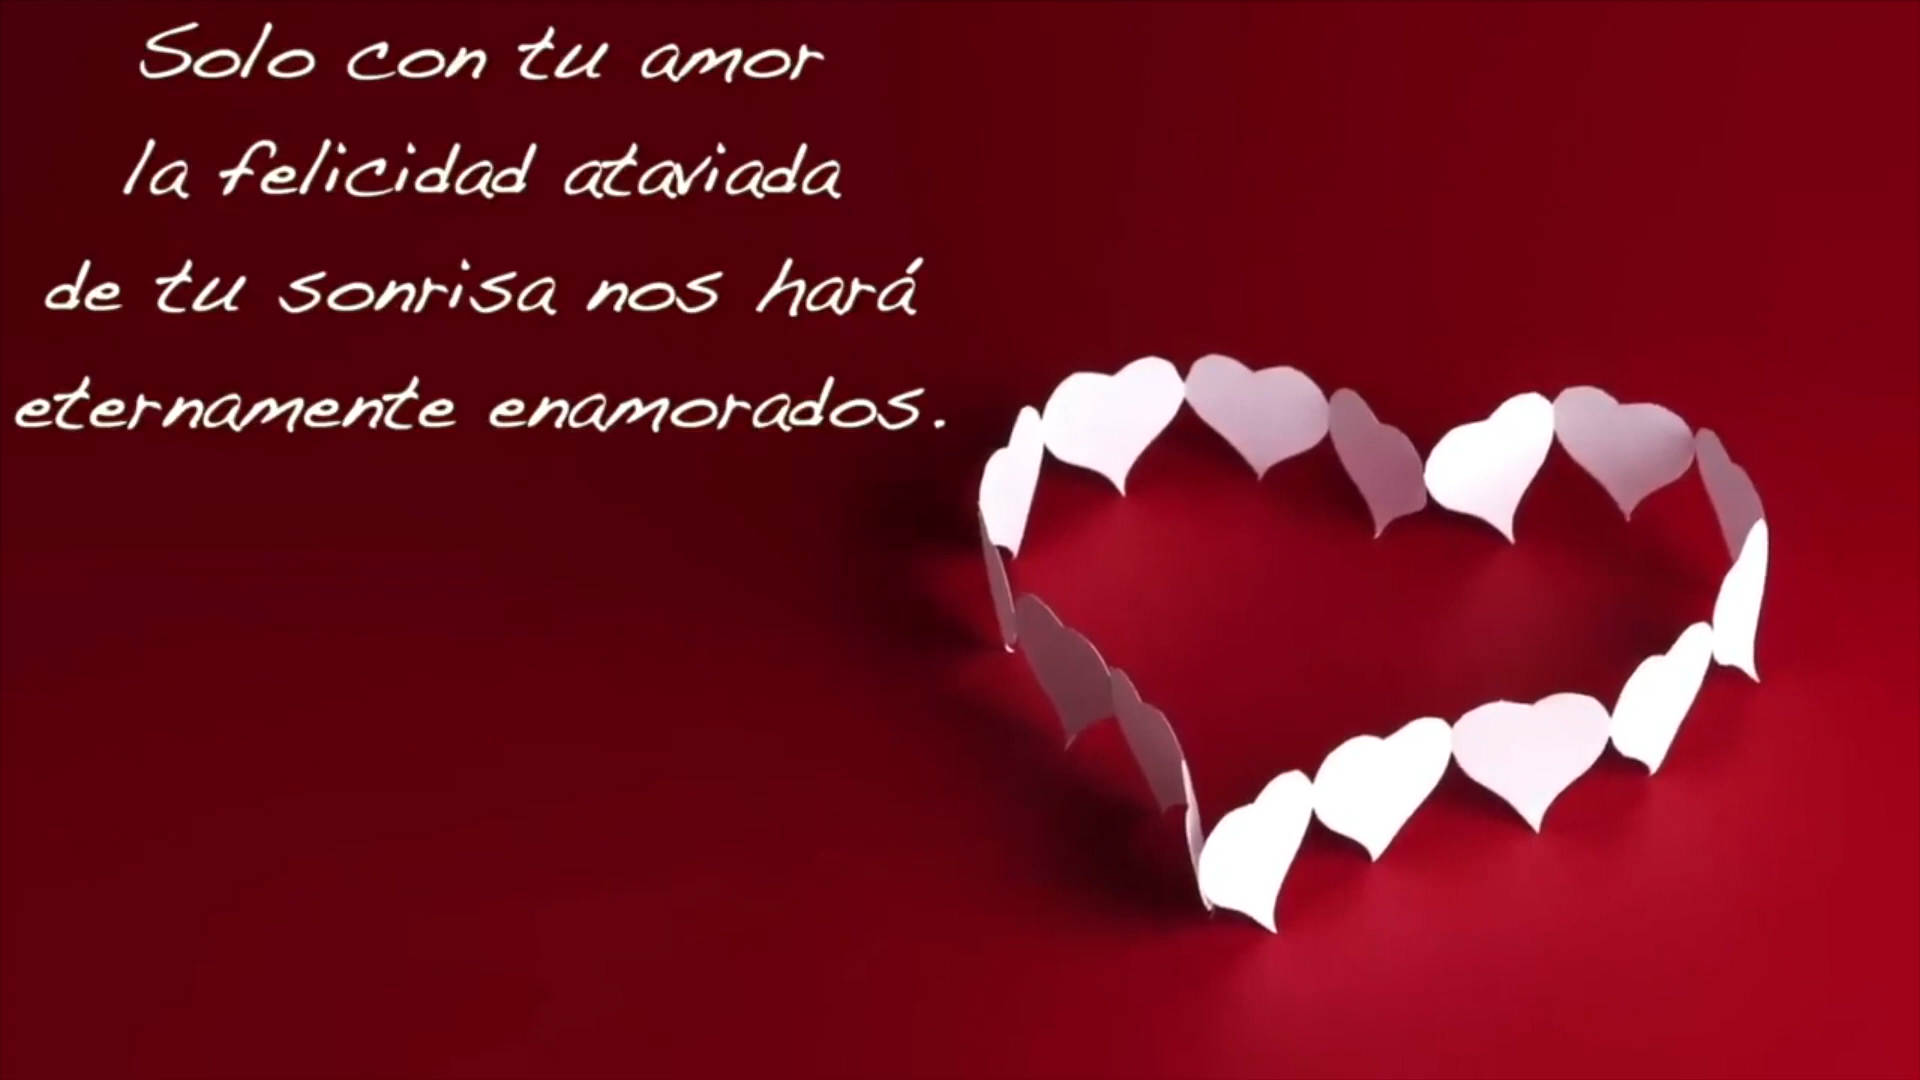 Solo con tu amor
la felicidad ataviada
de tu sonrisa nos hará
eternamente enamorados.